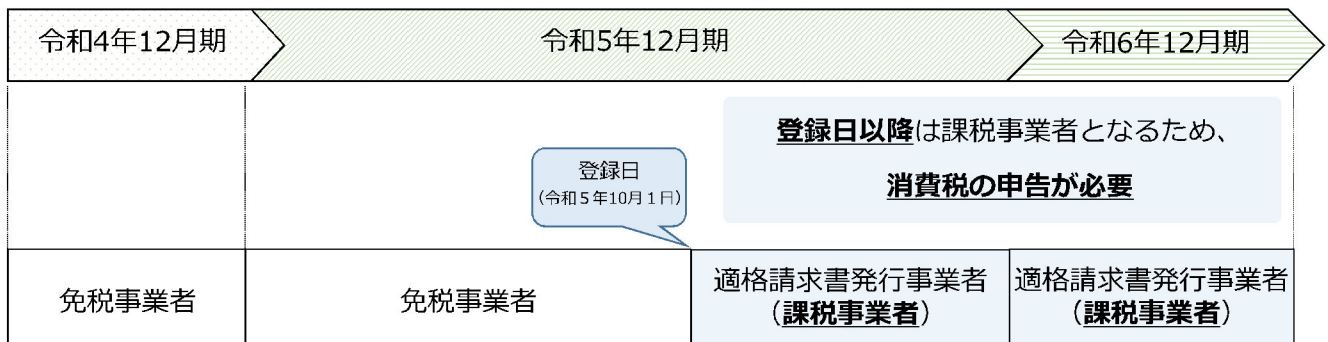 令和4年12月期
令和5年12月期
令和6年12月期
登録日以降は課税事業者となるため、
消費税の申告が必要
登録日
(令和５年10月１日)
免税事業者
免税事業者
適格請求書発行事業者
(課税事業者)
適格請求書発行事業者
(課税事業者)